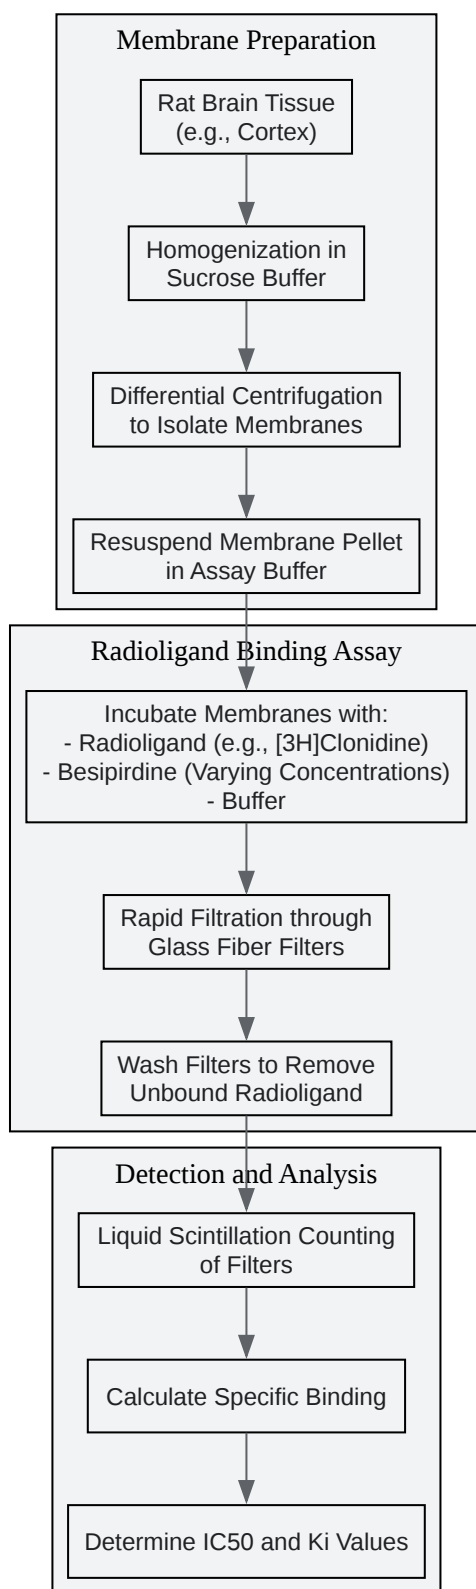 Membrane Preparation
Rat Brain Tissue
(e.g., Cortex)
Homogenization in
Sucrose Buffer
Differential Centrifugation
to Isolate Membranes
Resuspend Membrane Pellet
in Assay Buffer
Radioligand Binding Assay
Incubate Membranes with:
- Radioligand (e.g., [3H]Clonidine)
- Besipirdine (Varying Concentrations)
- Buffer
Rapid Filtration through
Glass Fiber Filters
Wash Filters to Remove
Unbound Radioligand
Detection and Analysis
Liquid Scintillation Counting
of Filters
Calculate Specific Binding
Determine IC50 and Ki Values